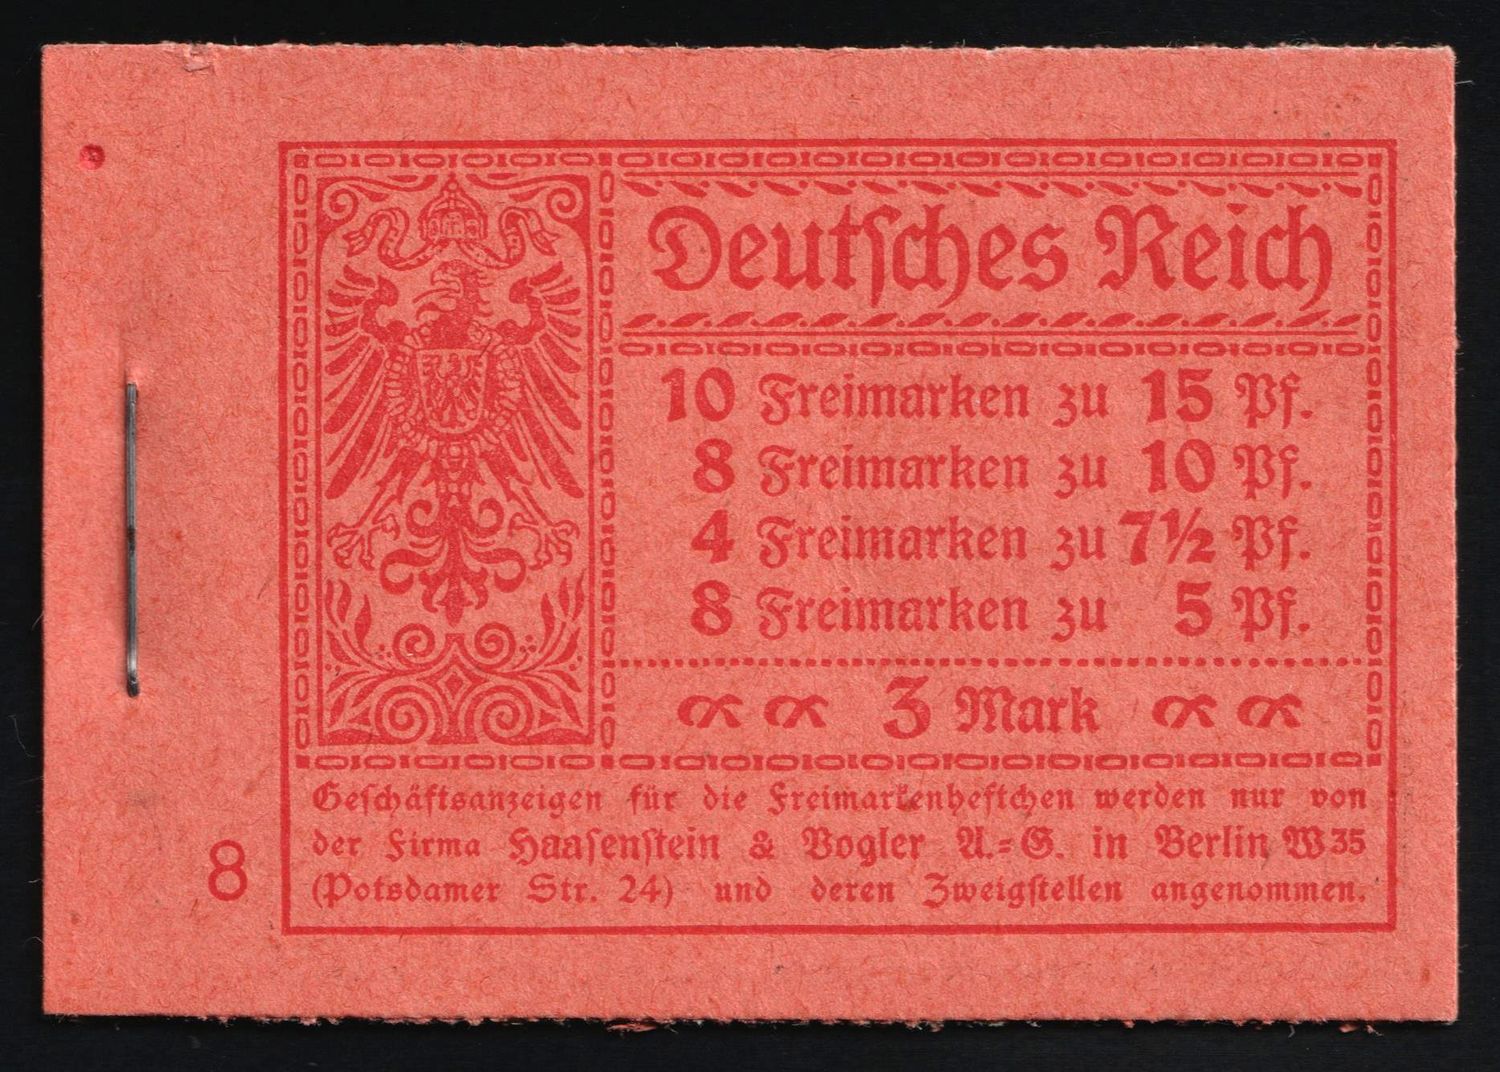 Deutsches Reich
10 Freimarken zu 15 Pf.
8 Freimarken zu 10 Pf.
4 Freimarken zu 7½ Pf.
8 Freimarken zu 5 Pf.
3 Mark
Geschäftsanzeigen für die Freimarkenheftchen werden nur von
der Firma Haasenstein & Vogler A.=G. in Berlin W 35
(Potsdamer Str. 24) und deren Zweigstellen angenommen.
8